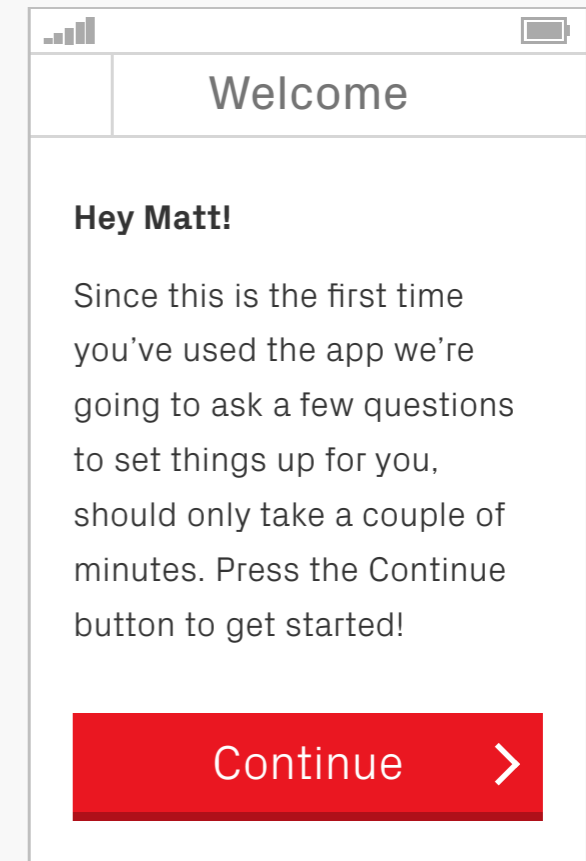 Welcome
Hey Matt!
Since this is the first time
you’ve used the app we’re
going to ask a few questions
to set things up for you,
should only take a couple of
minutes. Press the Continue
button to get started!
Continue